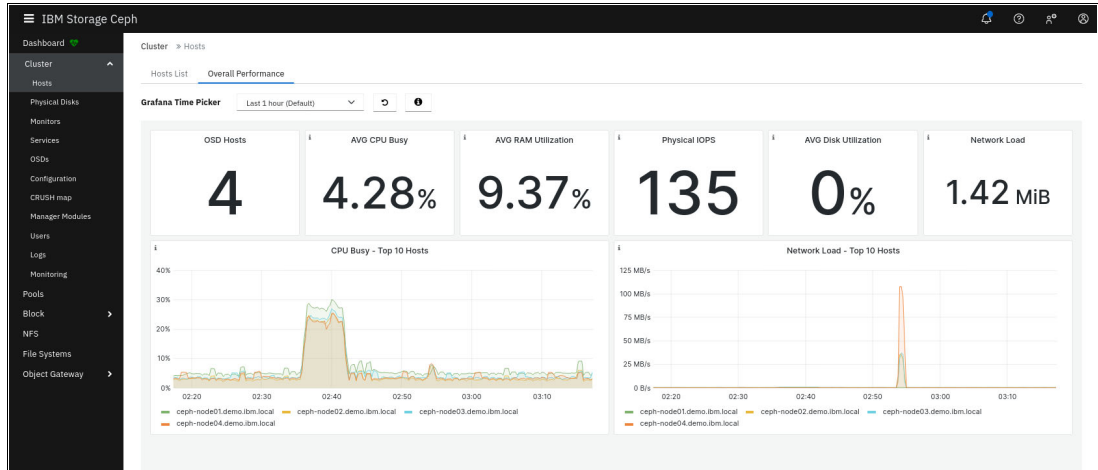 IBM Storage Ceph
Dashboard
Cluster
Hosts
Physical Disks
Monitors
Services
OSDs
Configuration
CRUSH map
Manager Modules
Users
Logs
Monitoring
Pools
Block
NFS
File Systems
Object Gateway
Cluster » Hosts
Hosts List Overall Performance
Grafana Time Picker Last 1 hour (Default)
OSD Hosts
4
AVG CPU Busy
4.28%
AVG RAM Utilization
9.37%
Physical IOPS
135
AVG Disk Utilization
0%
Network Load
1.42 MiB
CPU Busy - Top 10 Hosts
40%
30%
20%
10%
0%
02:20 02:30 02:40 02:50 03:00 03:10
ceph-node01.demo.ibm.local ceph-node02.demo.ibm.local ceph-node03.demo.ibm.local
ceph-node04.demo.ibm.local
Network Load - Top 10 Hosts
125 MB/s
100 MB/s
75 MB/s
50 MB/s
25 MB/s
0 B/s
02:20 02:30 02:40 02:50 03:00 03:10
ceph-node01.demo.ibm.local ceph-node02.demo.ibm.local ceph-node03.demo.ibm.local
ceph-node04.demo.ibm.local